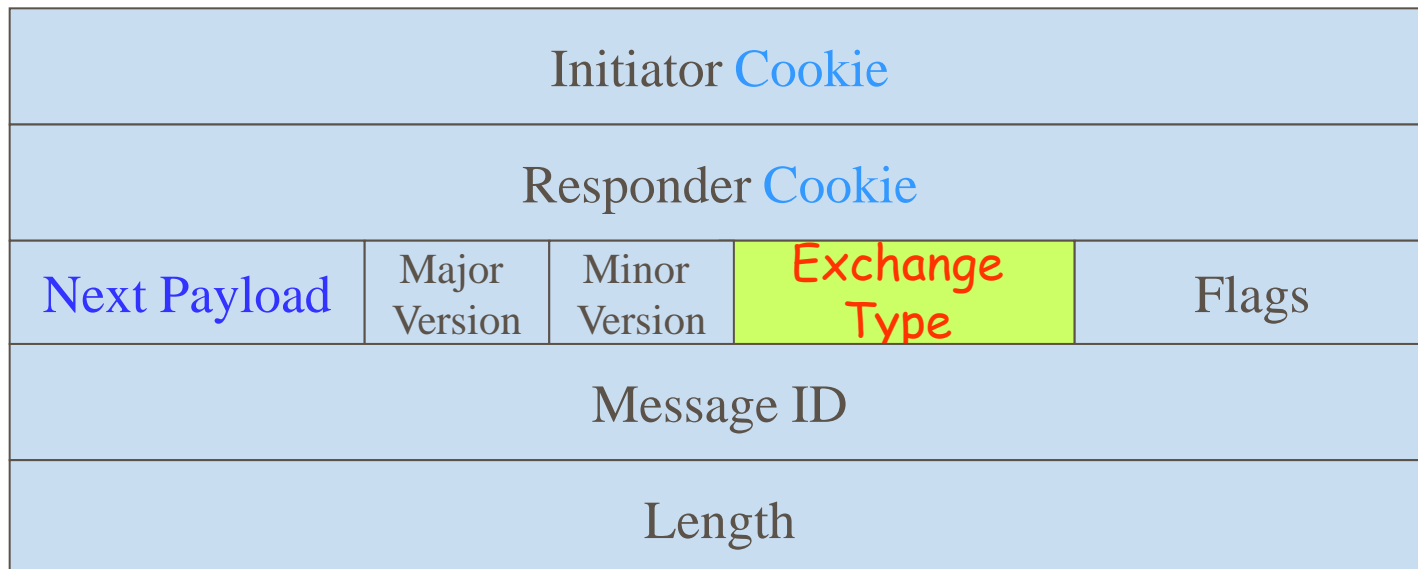 Initiator Cookie
Responder Cookie
Next Payload
Major
Version
Minor
Version
Exchange
Type
Flags
Message ID
Length